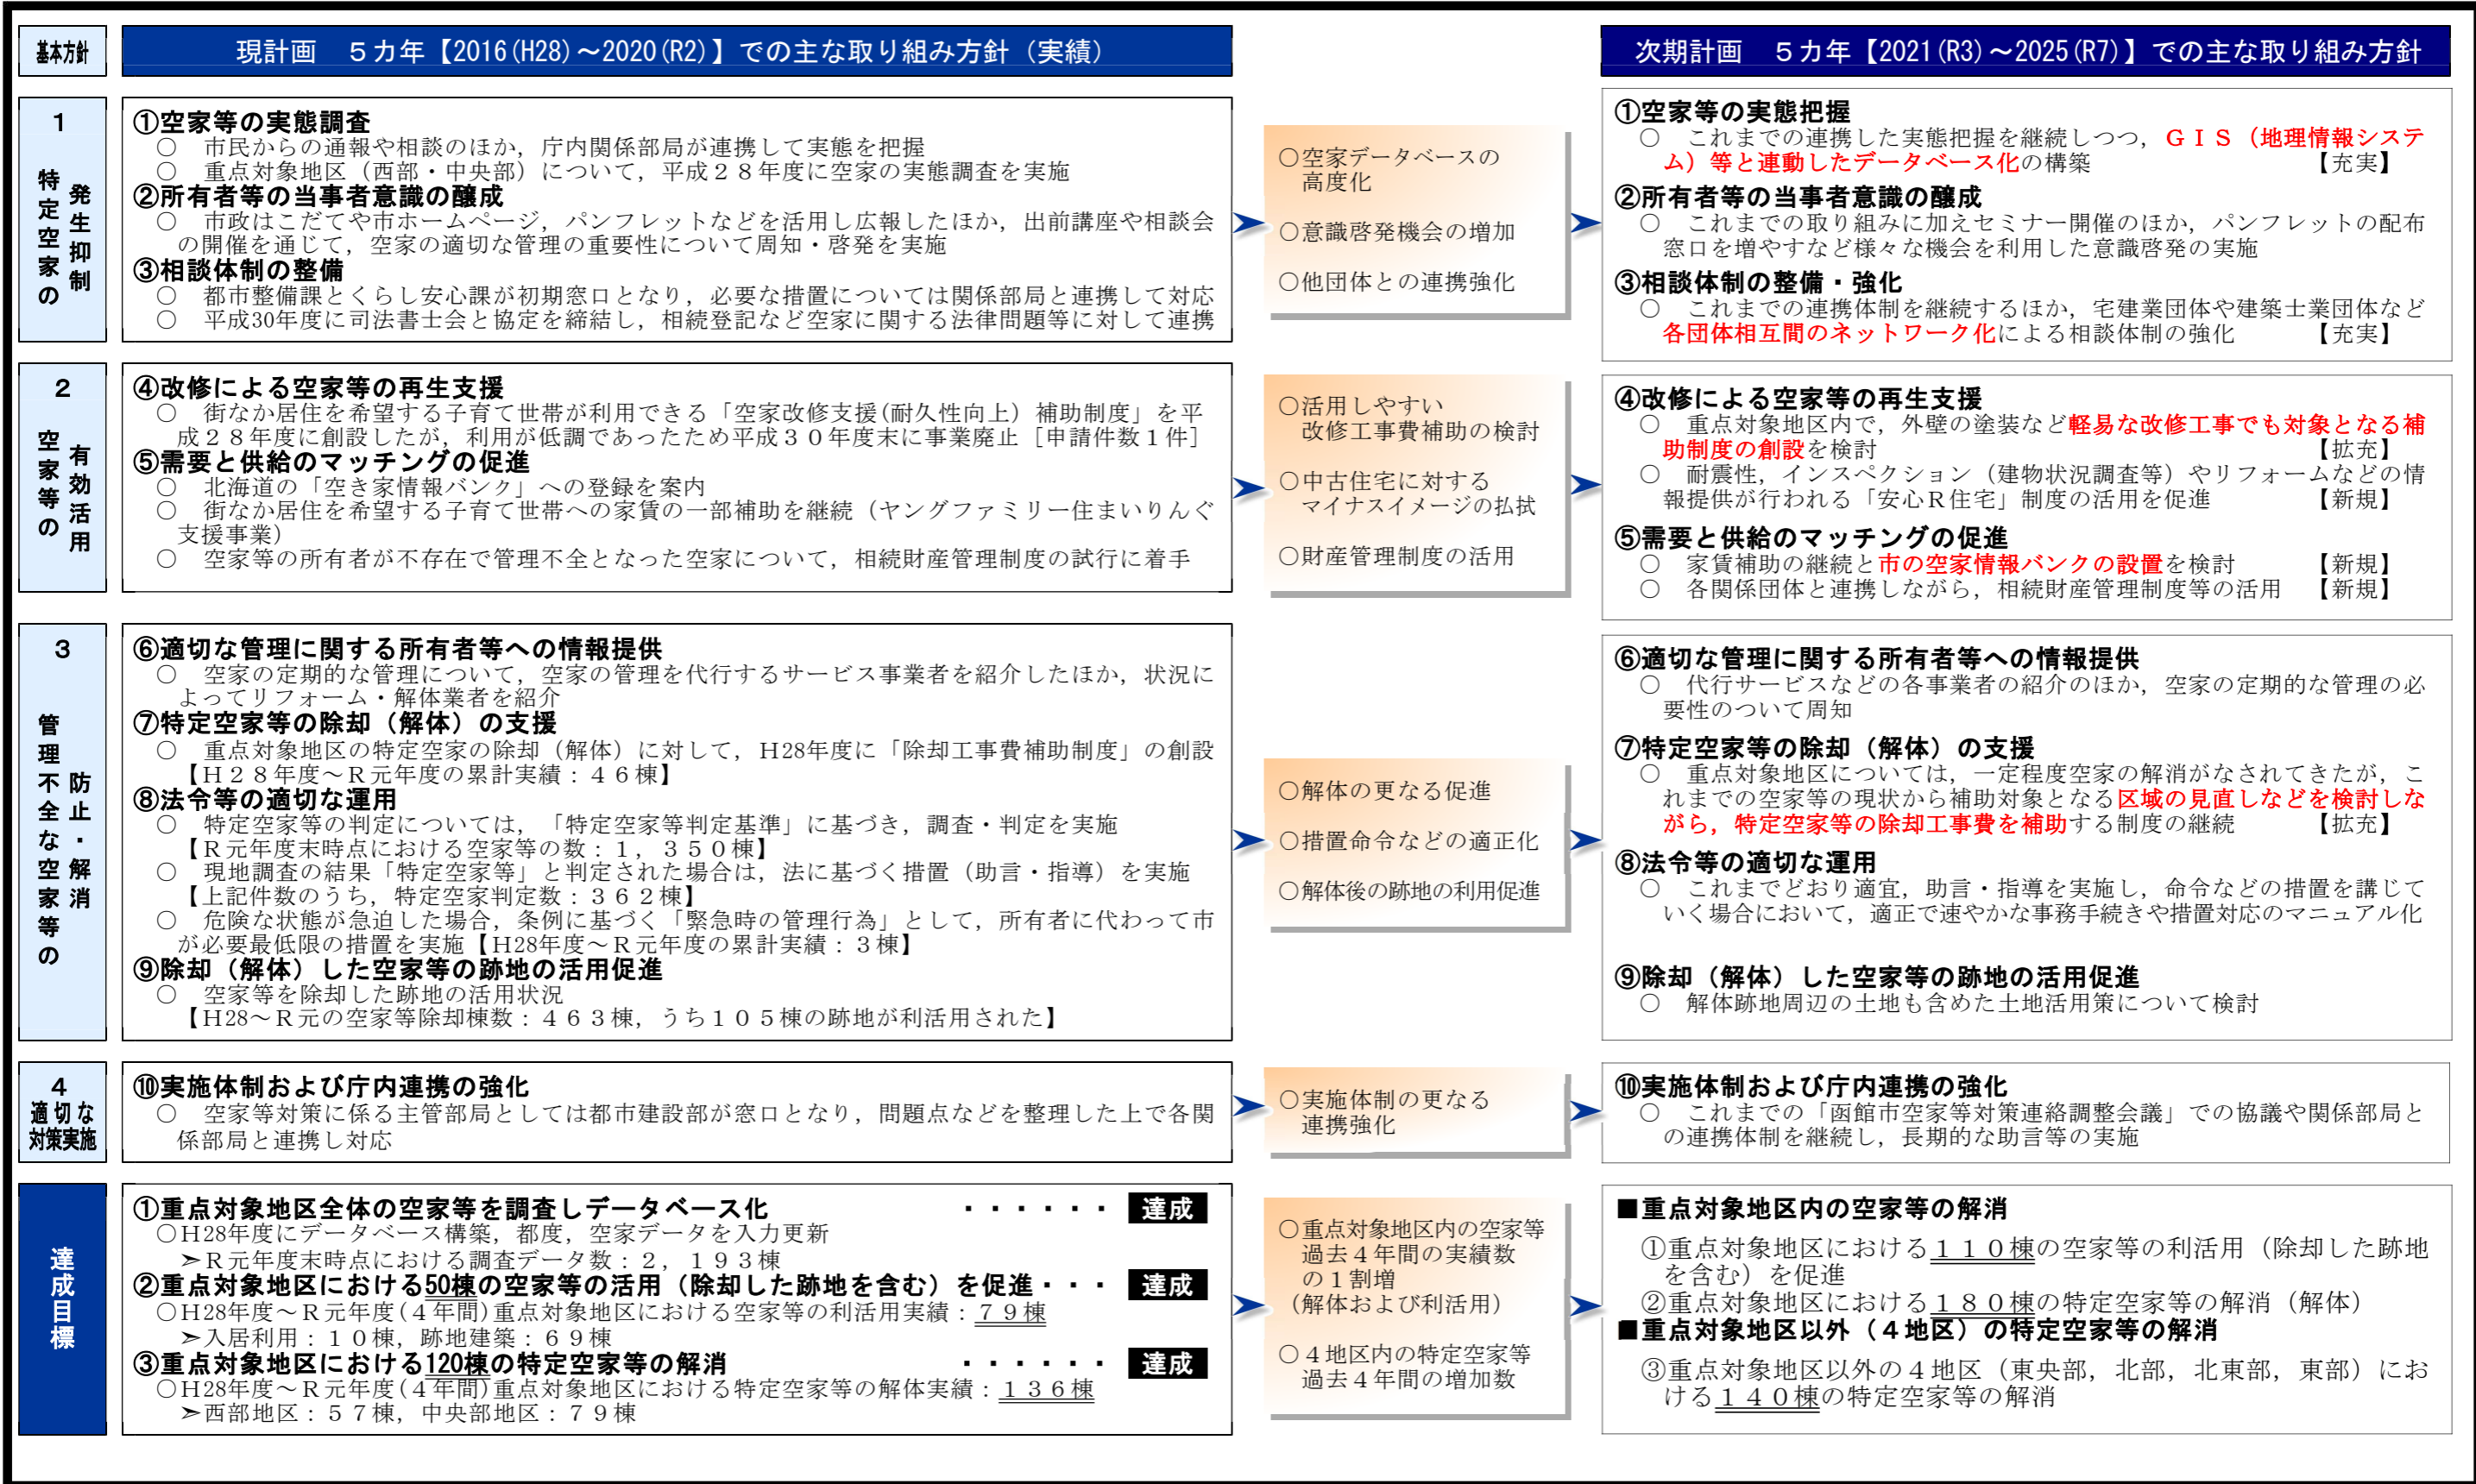 基本方針
現計画　５カ年【2016(H28)～2020(R2)】での主な取り組み方針（実績）
次期計画　５カ年【2021(R3)～2025(R7)】での主な取り組み方針
１
特定空家の
発生抑制
①空家等の実態調査
○　市民からの通報や相談のほか，庁内関係部局が連携して実態を把握
○　重点対象地区（西部・中央部）について，平成２８年度に空家の実態調査を実施
②所有者等の当事者意識の醸成
○　市政はこだてや市ホームページ，パンフレットなどを活用し広報したほか，出前講座や相談会
の開催を通じて，空家の適切な管理の重要性について周知・啓発を実施
③相談体制の整備
○　都市整備課とくらし安心課が初期窓口となり，必要な措置については関係部局と連携して対応
○　平成30年度に司法書士会と協定を締結し，相続登記など空家に関する法律問題等に対して連携
○空家データベースの
高度化
○意識啓発機会の増加
○他団体との連携強化
①空家等の実態把握
○　これまでの連携した実態把握を継続しつつ，ＧＩＳ（地理情報システ
ム）等と連動したデータベース化の構築　【充実】
②所有者等の当事者意識の醸成
○　これまでの取り組みに加えセミナー開催のほか，パンフレットの配布
窓口を増やすなど様々な機会を利用した意識啓発の実施
③相談体制の整備・強化
○　これまでの連携体制を継続するほか，宅建業団体や建築士業団体など
各団体相互間のネットワーク化による相談体制の強化　【充実】
２
空家等の
有効活用
④改修による空家等の再生支援
○　街なか居住を希望する子育て世帯が利用できる「空家改修支援(耐久性向上）補助制度」を平
成２８年度に創設したが，利用が低調であったため平成３０年度末に事業廃止［申請件数１件］
⑤需要と供給のマッチングの促進
○　北海道の「空き家情報バンク」への登録を案内
○　街なか居住を希望する子育て世帯への家賃の一部補助を継続（ヤングファミリー住まいりんぐ
支援事業）
○　空家等の所有者が不存在で管理不全となった空家について，相続財産管理制度の試行に着手
○活用しやすい
改修工事費補助の検討
○中古住宅に対する
マイナスイメージの払拭
○財産管理制度の活用
④改修による空家等の再生支援
○　重点対象地区内で，外壁の塗装など軽易な改修工事でも対象となる補
助制度の創設を検討　【拡充】
○　耐震性，インスペクション（建物状況調査等）やリフォームなどの情
報提供が行われる「安心Ｒ住宅」制度の活用を促進　【新規】
⑤需要と供給のマッチングの促進
○　家賃補助の継続と市の空家情報バンクの設置を検討　【新規】
○　各関係団体と連携しながら，相続財産管理制度等の活用　【新規】
３
管理不全な空家等の
防止・解消
⑥適切な管理に関する所有者等への情報提供
○　空家の定期的な管理について，空家の管理を代行するサービス事業者を紹介したほか，状況に
よってリフォーム・解体業者を紹介
⑦特定空家等の除却（解体）の支援
○　重点対象地区の特定空家の除却（解体）に対して，H28年度に「除却工事費補助制度」の創設
【Ｈ２８年度～Ｒ元年度の累計実績：４６棟】
⑧法令等の適切な運用
○　特定空家等の判定については，「特定空家等判定基準」に基づき，調査・判定を実施
【Ｒ元年度末時点における空家等の数：１，３５０棟】
○　現地調査の結果「特定空家等」と判定された場合は，法に基づく措置（助言・指導）を実施
【上記件数のうち，特定空家判定数：３６２棟】
○　危険な状態が急迫した場合，条例に基づく「緊急時の管理行為」として，所有者に代わって市
が必要最低限の措置を実施【H28年度～Ｒ元年度の累計実績：３棟】
⑨除却（解体）した空家等の跡地の活用促進
○　空家等を除却した跡地の活用状況
【H28～Ｒ元の空家等除却棟数：４６３棟，うち１０５棟の跡地が利活用された】
○解体の更なる促進
○措置命令などの適正化
○解体後の跡地の利用促進
⑥適切な管理に関する所有者等への情報提供
○　代行サービスなどの各事業者の紹介のほか，空家の定期的な管理の必
要性のついて周知
⑦特定空家等の除却（解体）の支援
○　重点対象地区については，一定程度空家の解消がなされてきたが，こ
れまでの空家等の現状から補助対象となる区域の見直しなどを検討しな
がら，特定空家等の除却工事費を補助する制度の継続　【拡充】
⑧法令等の適切な運用
○　これまでどおり適宜，助言・指導を実施し，命令などの措置を講じて
いく場合において，適正で速やかな事務手続きや措置対応のマニュアル化
⑨除却（解体）した空家等の跡地の活用促進
○　解体跡地周辺の土地も含めた土地活用策について検討
４
適切な
対策実施
⑩実施体制および庁内連携の強化
○　空家等対策に係る主管部局としては都市建設部が窓口となり，問題点などを整理した上で各関
係部局と連携し対応
○実施体制の更なる
連携強化
⑩実施体制および庁内連携の強化
○　これまでの「函館市空家等対策連絡調整会議」での協議や関係部局と
の連携体制を継続し，長期的な助言等の実施
達成目標
①重点対象地区全体の空家等を調査しデータベース化　・・・・・・　達成
○H28年度にデータベース構築，都度，空家データを入力更新
➢Ｒ元年度末時点における調査データ数：２，１９３棟
②重点対象地区における50棟の空家等の活用（除却した跡地を含む）を促進・・・　達成
○H28年度～Ｒ元年度(４年間)重点対象地区における空家等の利活用実績：７９棟
➢入居利用：１０棟，跡地建築：６９棟
③重点対象地区における120棟の特定空家等の解消　・・・・・・　達成
○H28年度～Ｒ元年度(４年間)重点対象地区における特定空家等の解体実績：１３６棟
➢西部地区：５７棟，中央部地区：７９棟
○重点対象地区内の空家等
過去４年間の実績数
の１割増
（解体および利活用）
○４地区内の特定空家等
過去４年間の増加数
■重点対象地区内の空家等の解消
①重点対象地区における１１０棟の空家等の利活用（除却した跡地
を含む）を促進
②重点対象地区における１８０棟の特定空家等の解消（解体）
■重点対象地区以外（４地区）の特定空家等の解消
③重点対象地区以外の４地区（東央部，北部，北東部，東部）にお
ける１４０棟の特定空家等の解消